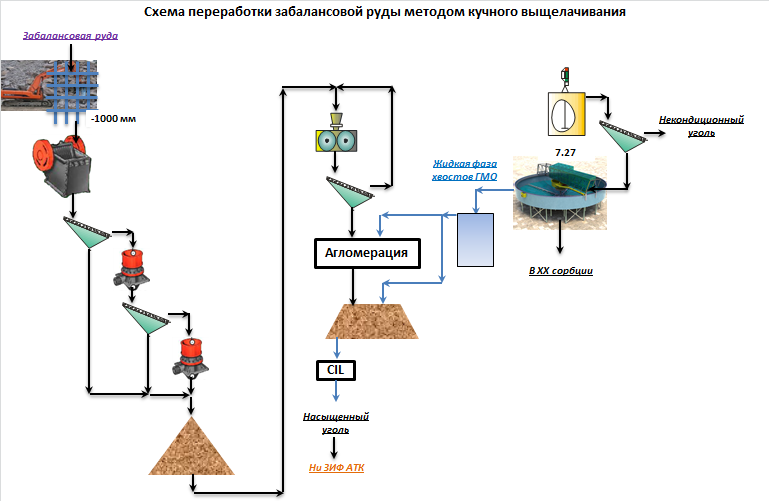 Схема переработки забалансовой руды методом кучного выщелачивания
Забалансовая руда
-1000 мм
Некондиционный
уголь
7.27
Жидкая фаза
хвостов ГМО
Агломерация
В ХХ сорбции
CIL
Насыщенный
уголь
Ни ЗИФ АТК